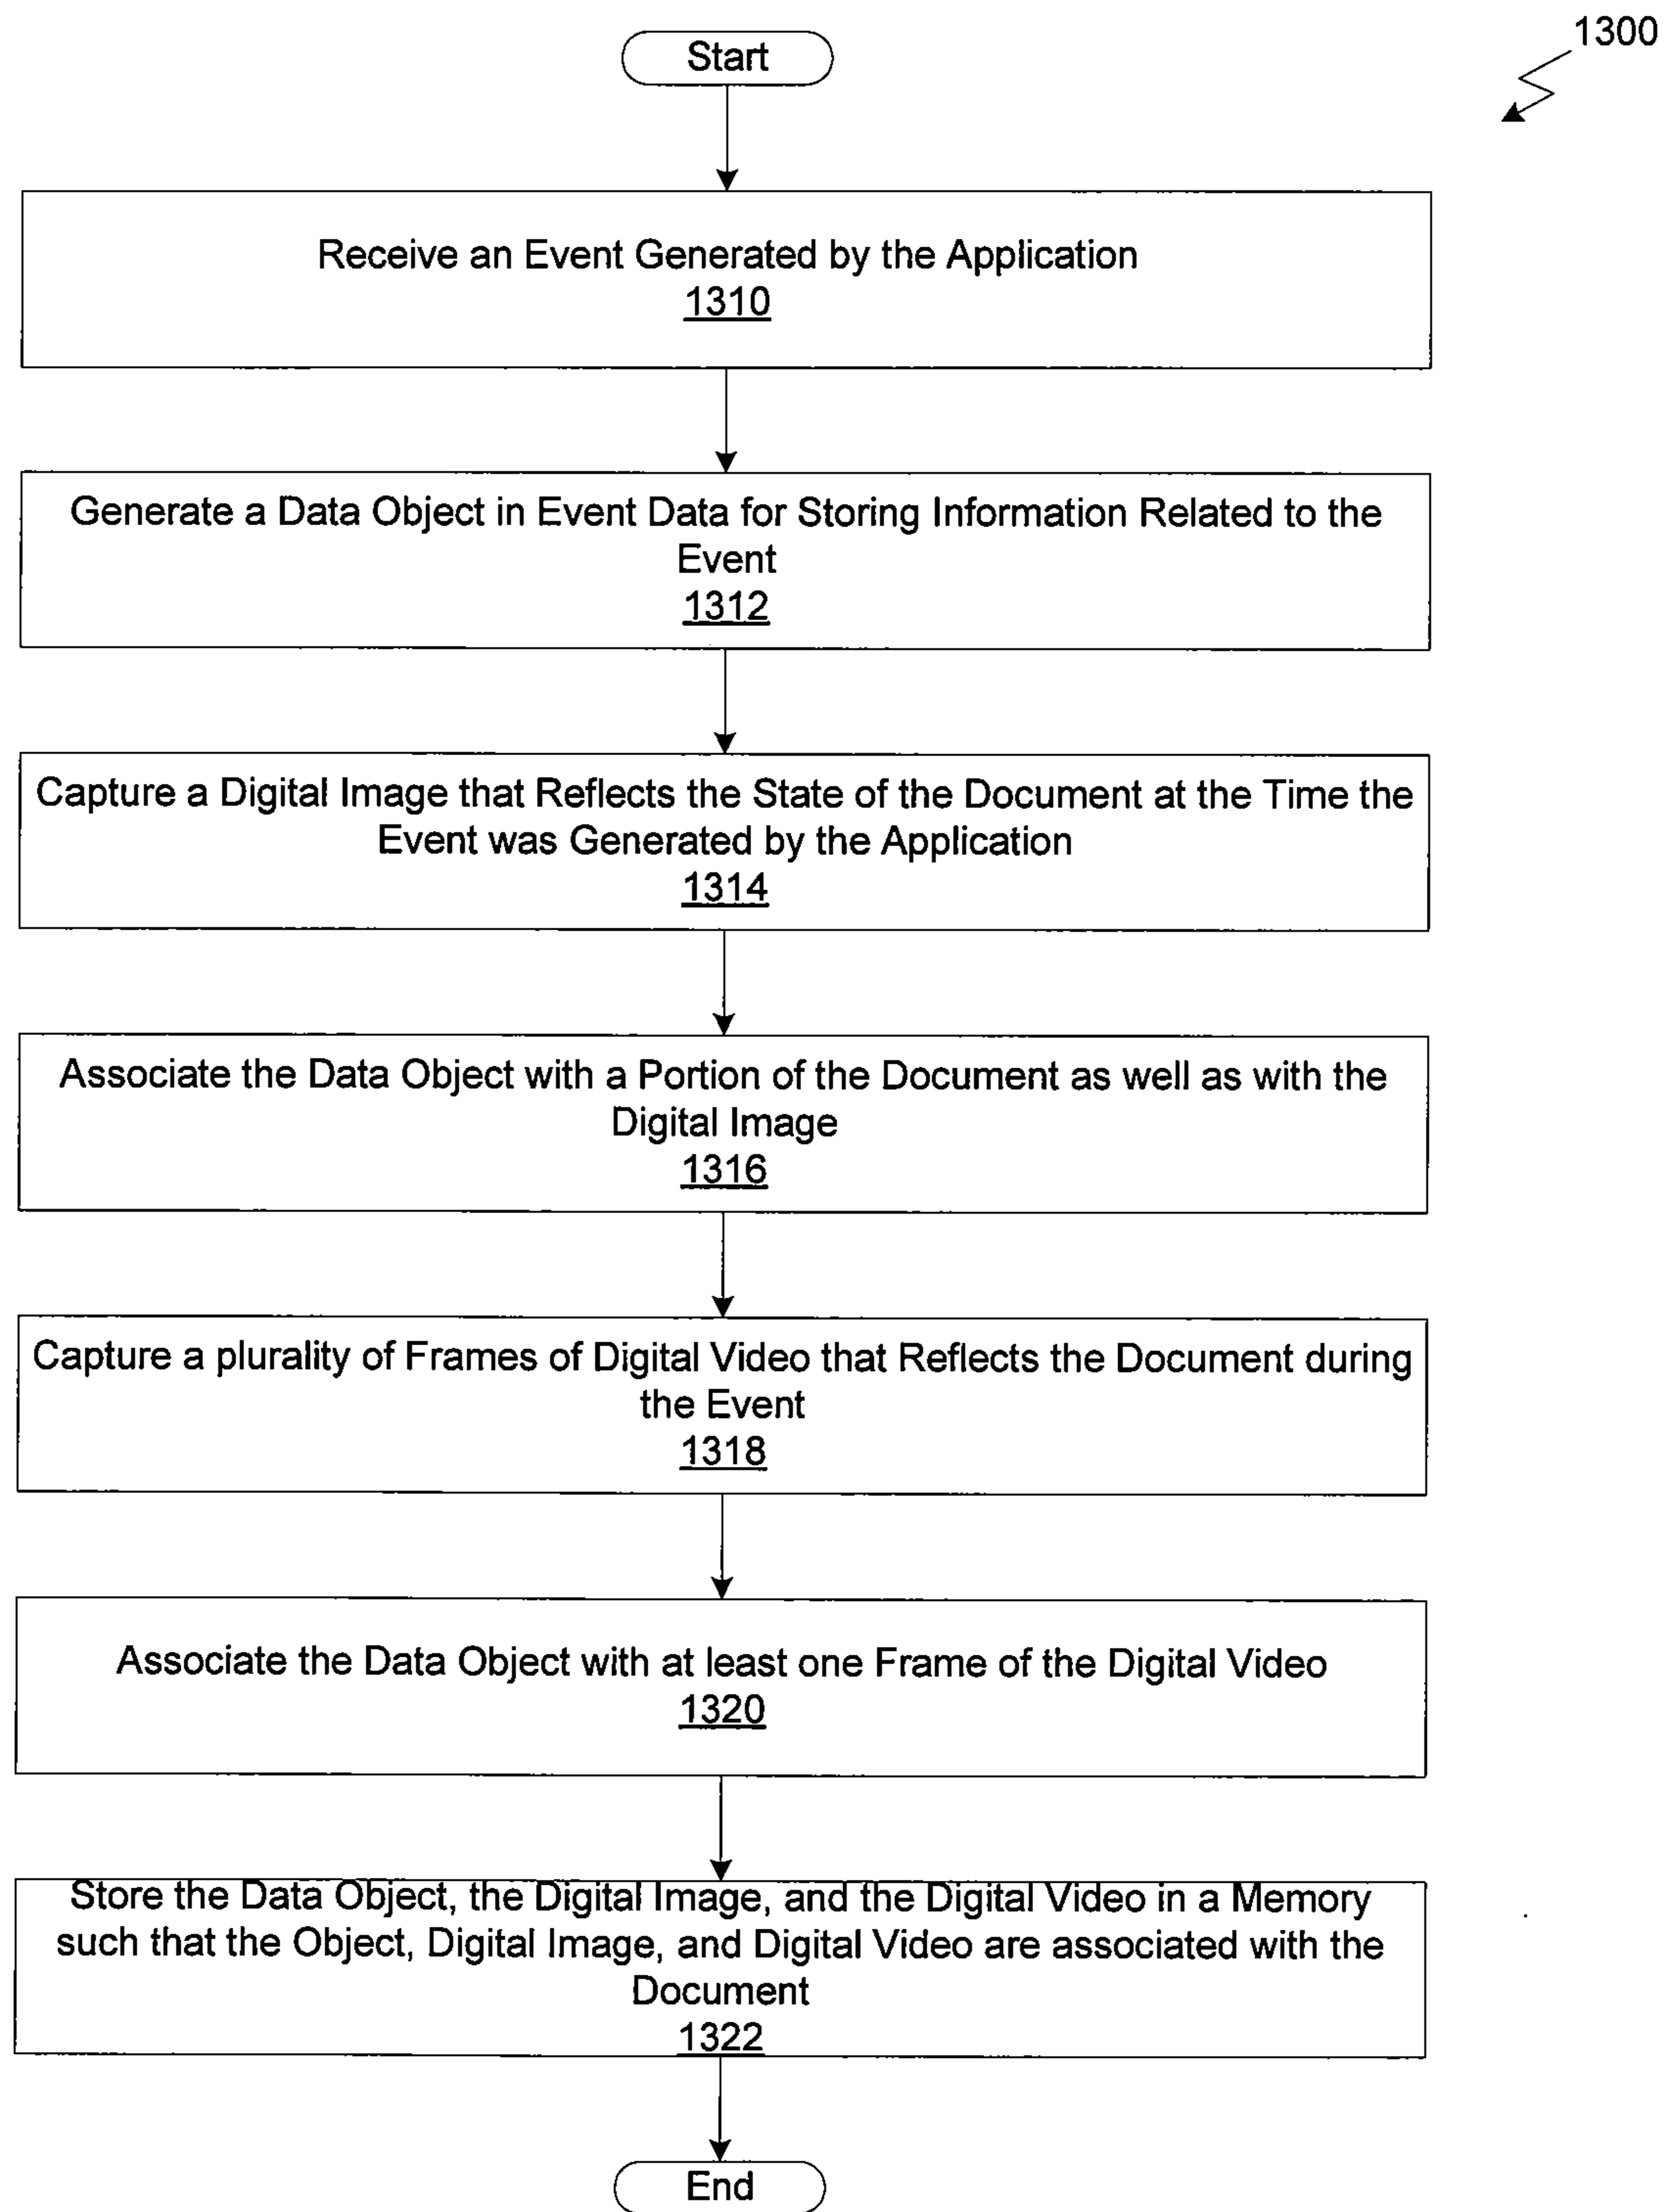 1300
Start
Receive an Event Generated by the Application
1310
Generate a Data Object in Event Data for Storing Information Related to the
Event
1312
Capture a Digital Image that Reflects the State of the Document at the Time the
Event was Generated by the Application
1314
Associate the Data Object with a Portion of the Document as well as with the
Digital Image
1316
Capture a plurality of Frames of Digital Video that Reflects the Document during
the Event
1318
Associate the Data Object with at least one Frame of the Digital Video
1320
Store the Data Object, the Digital Image, and the Digital Video in a Memory
such that the Object, Digital Image, and Digital Video are associated with the
Document
1322
End